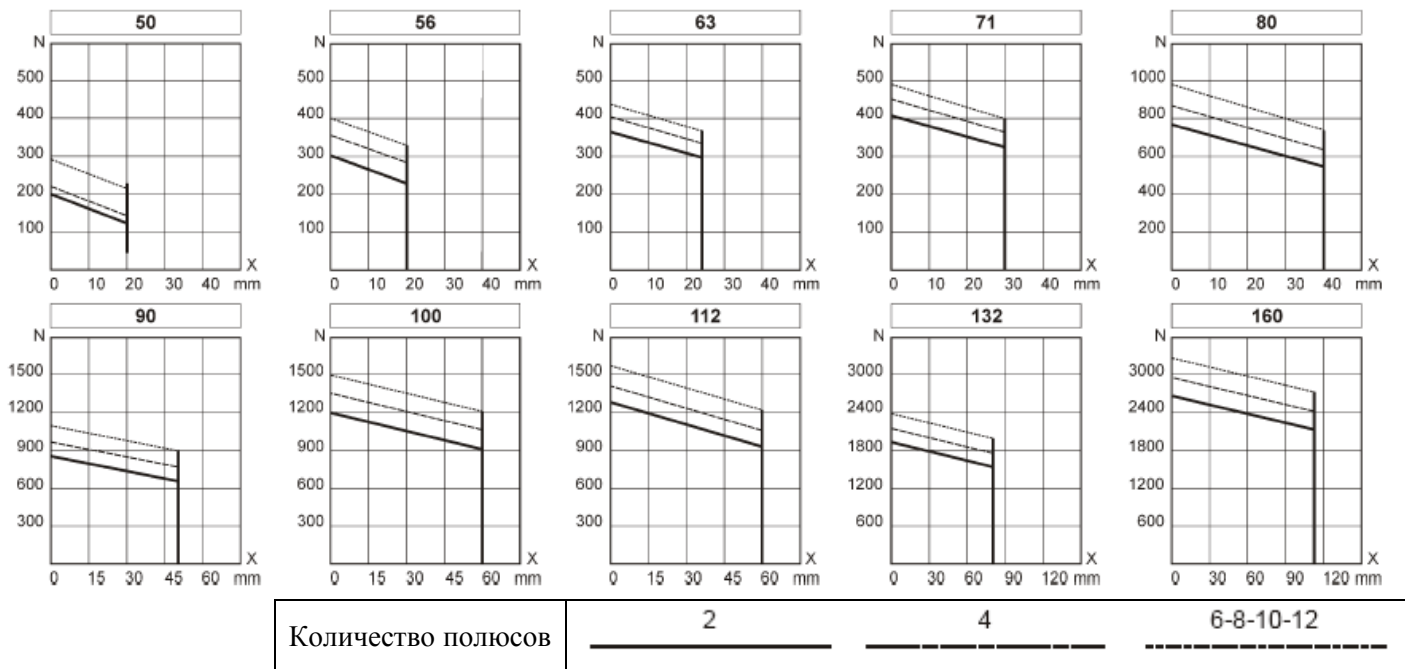 50 56 63 71 80
N N N N N
500 500 500 500 1000
400 400 400 400 800
300 300 300 300 600
200 200 200 200 400
100 100 100 100 200
X X X X X
0 10 20 30 40 mm 0 10 20 30 40 mm 0 10 20 30 40 mm 0 10 20 30 40 mm 0 10 20 30 40 mm
90 100 112 132 160
N N N N N
1500 1500 1500 3000 3000
1200 1200 1200 2400 2400
900 900 900 1800 1800
600 600 600 1200 1200
300 300 300 600 600
X X X X X
0 15 30 45 60 mm 0 15 30 45 60 mm 0 15 30 45 60 mm 0 30 60 90 120 mm 0 30 60 90 120 mm
Количество полюсов 2 4 6-8-10-12